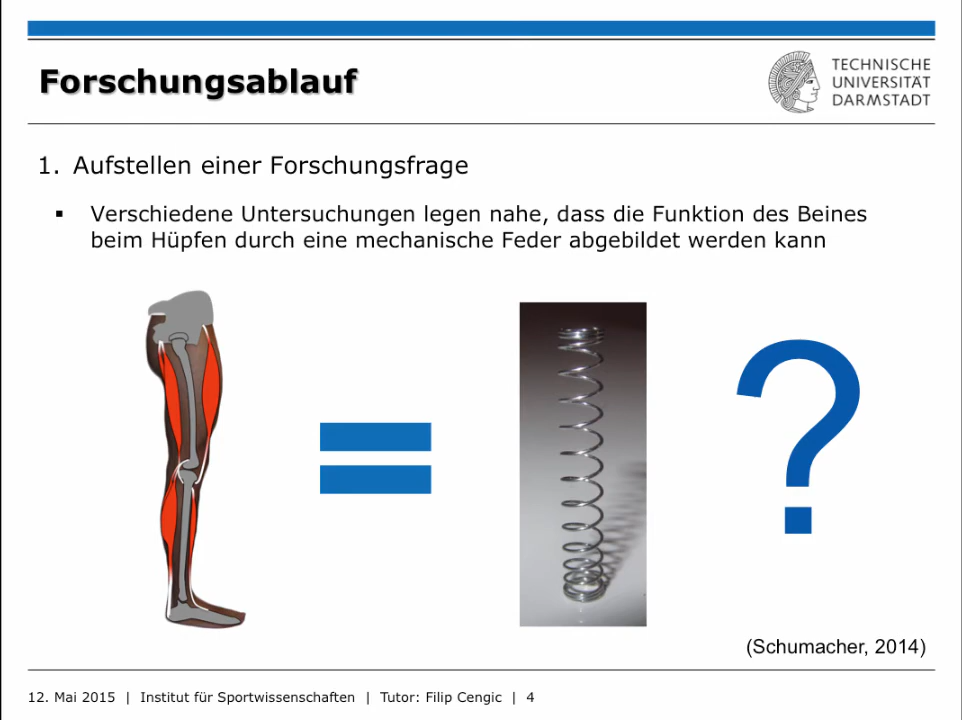 Forschungsablauf
TECHNISCHE
UNIVERSITÄT
DARMSTADT
1. Aufstellen einer Forschungsfrage
▪ Verschiedene Untersuchungen legen nahe, dass die Funktion des Beines
beim Hüpfen durch eine mechanische Feder abgebildet werden kann
=
?
(Schumacher, 2014)
12. Mai 2015 | Institut für Sportwissenschaften | Tutor: Filip Cengic | 4